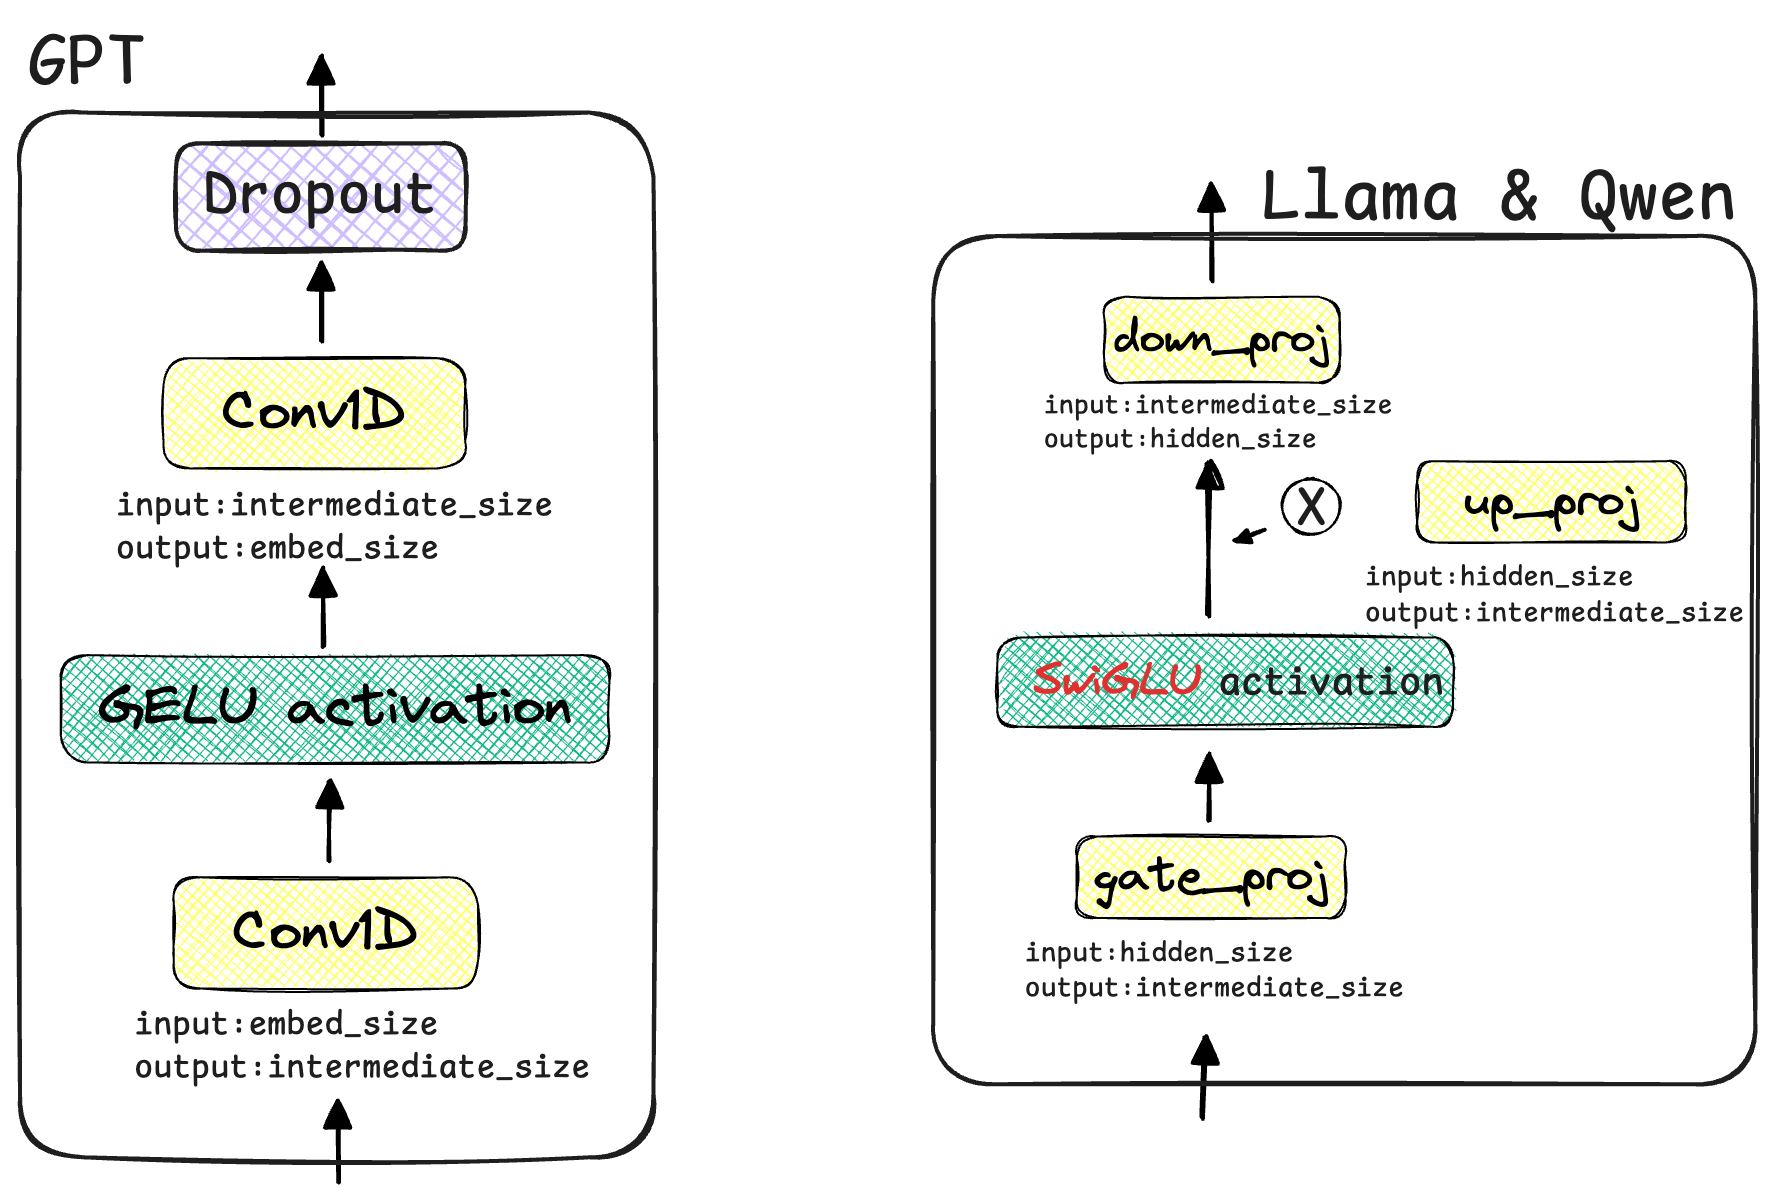 GPT
Dropout
Conv1D
input:intermediate_size
output:embed_size
GELU activation
Conv1D
input:embed_size
output:intermediate_size
Llama & Qwen
down_proj
input:intermediate_size
output:hidden_size
X
up_proj
input:hidden_size
output:intermediate_size
SwiGLU activation
gate_proj
input:hidden_size
output:intermediate_size